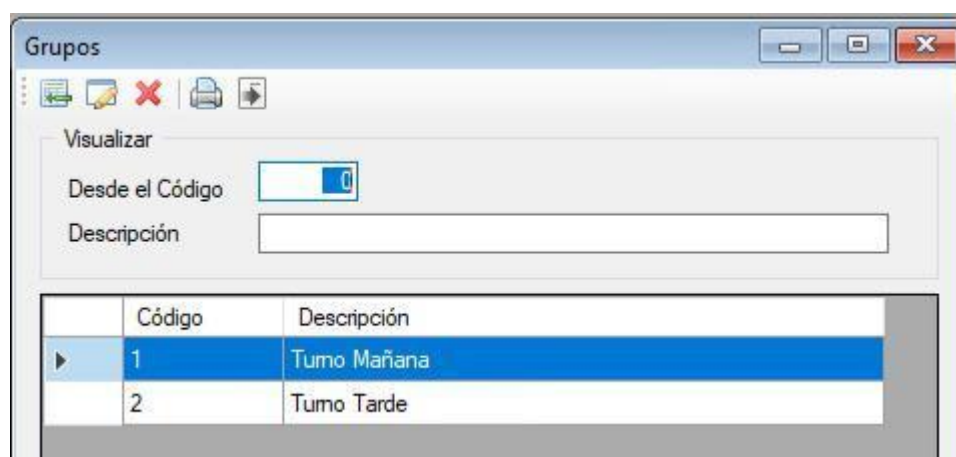 Grupos
Visualizar
Desde el Código 0
Descripción
Código Descripción
1 Turno Mañana
2 Turno Tarde